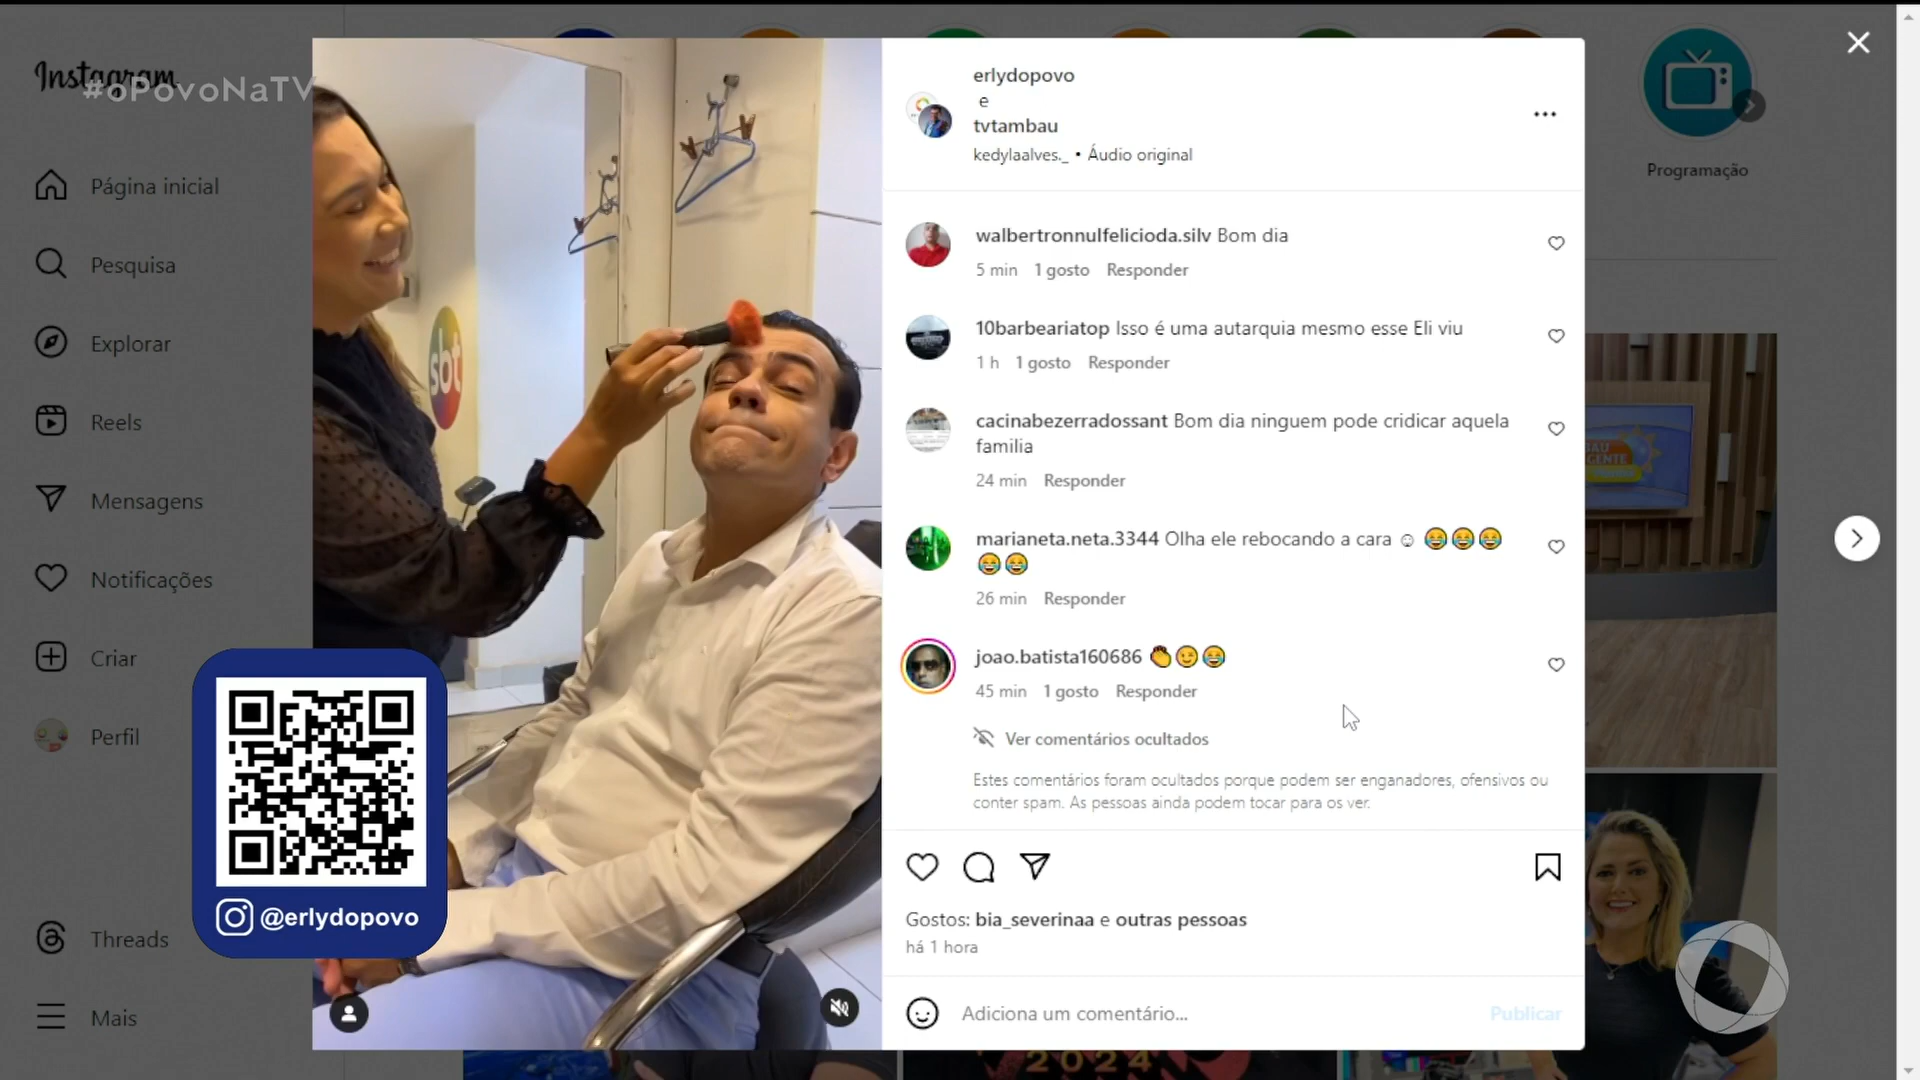 Instagram
#oPovoNaTV
Página inicial
Pesquisa
Explorar
Reels
Mensagens
Notificações
Criar
Perfil
Threads
Mais
@erlydopovo
sbt
erlydopovo
e
tvtambau
kedylaalves._ • Áudio original
walbertronnulfelicioda.silv Bom dia
5 min 1 gosto Responder
10barbeariatop Isso é uma autarquia mesmo esse Eli viu
1 h 1 gosto Responder
cacinabezerradossant Bom dia ninguem pode cridicar aquela
familia
24 min Responder
marianeta.neta.3344 Olha ele rebocando a cara ☺ 😂😂😂
😂😂
26 min Responder
joao.batista160686 👏😉😂
45 min 1 gosto Responder
Ver comentários ocultados
Estes comentários foram ocultados porque podem ser enganadores, ofensivos ou
conter spam. As pessoas ainda podem tocar para os ver.
Gostos: bia_severinaa e outras pessoas
há 1 hora
Adiciona um comentário...
Publicar
Programação
GENTE
2024